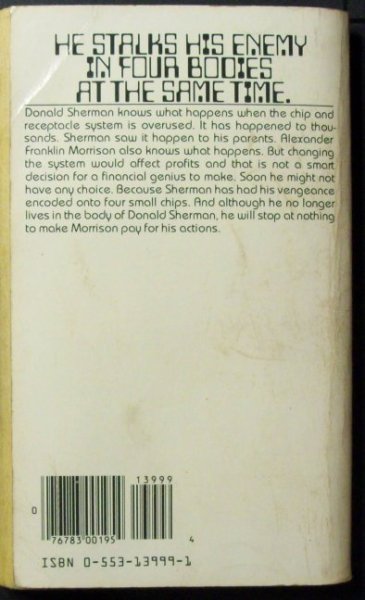 HE STALKS HIS ENEMY
IN FOUR BODIES
AT THE SAME TIME.
Donald Sherman knows what happens when the chip and
receptacle system is overused. It has happened to thou-
sands. Sherman saw it happen to his parents. Alexander
Franklin Morrison also knows what happens. But changing
the system would affect profits and that is not a smart
decision for a financial genius to make. Soon he might not
have any choice. Because Sherman has had his vengeance
encoded onto four small chips. And although he no longer
lives in the body of Donald Sherman, he will stop at nothing
to make Morrison pay for his actions.
13999
0
76783 00195
4
ISBN 0-553-13999-1